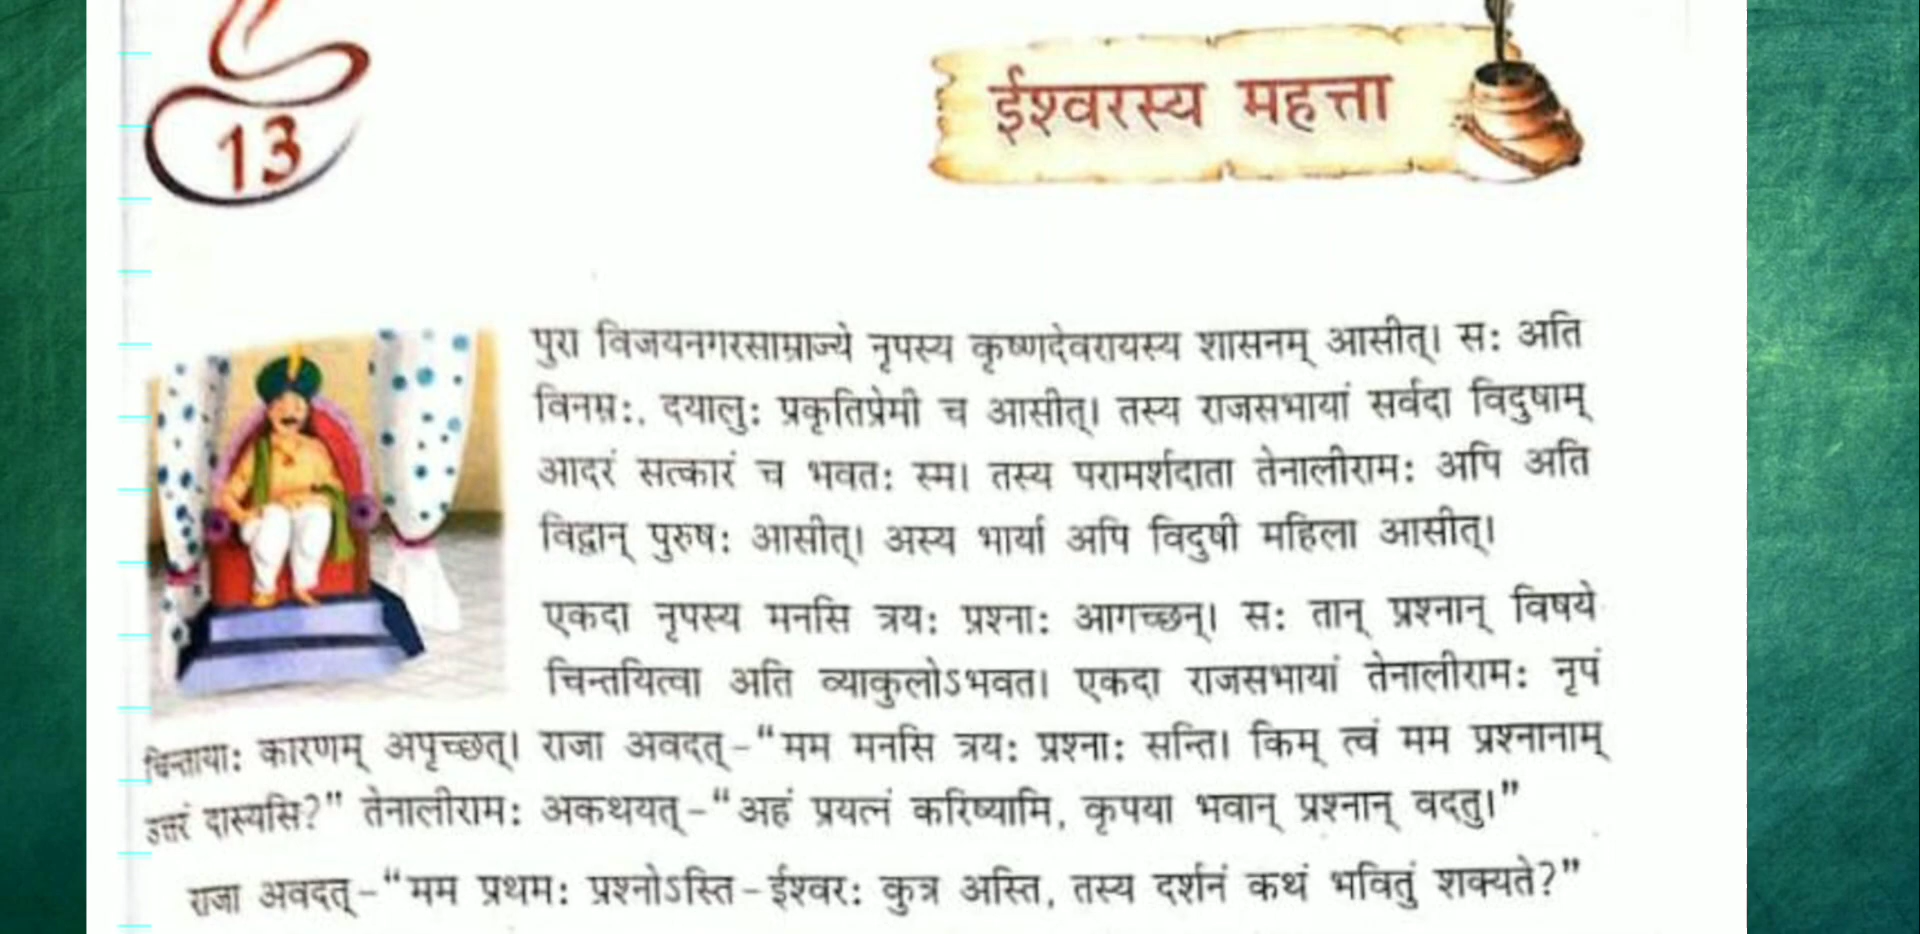 13
ईश्वरस्य महत्ता
पुरा विजयनगरसाम्राज्ये नृपस्य कृष्णदेवरायस्य शासनम् आसीत्। सः अति
विनम्रः, दयालुः प्रकृतिप्रेमी च आसीत्। तस्य राजसभायां सर्वदा विदुषाम्
आदरं सत्कारं च भवतः स्म। तस्य परामर्शदाता तेनालीरामः अपि अति
विद्वान् पुरुषः आसीत्। अस्य भार्या अपि विदुषी महिला आसीत्।
एकदा नृपस्य मनसि त्रयः प्रश्नाः आगच्छन्। सः तान् प्रश्नान् विषये
चिन्तयित्वा अति व्याकुलोऽभवत। एकदा राजसभायां तेनालीरामः नृपं
चिन्तायाः कारणम् अपृच्छत्। राजा अवदत्-“मम मनसि त्रयः प्रश्नाः सन्ति। किम् त्वं मम प्रश्नानाम्
उत्तरं दास्यसि?” तेनालीरामः अकथयत्-“अहं प्रयत्नं करिष्यामि, कृपया भवान् प्रश्नान् वदतु।”
राजा अवदत्-“मम प्रथमः प्रश्नोऽस्ति-ईश्वरः कुत्र अस्ति, तस्य दर्शनं कथं भवितुं शक्यते?”